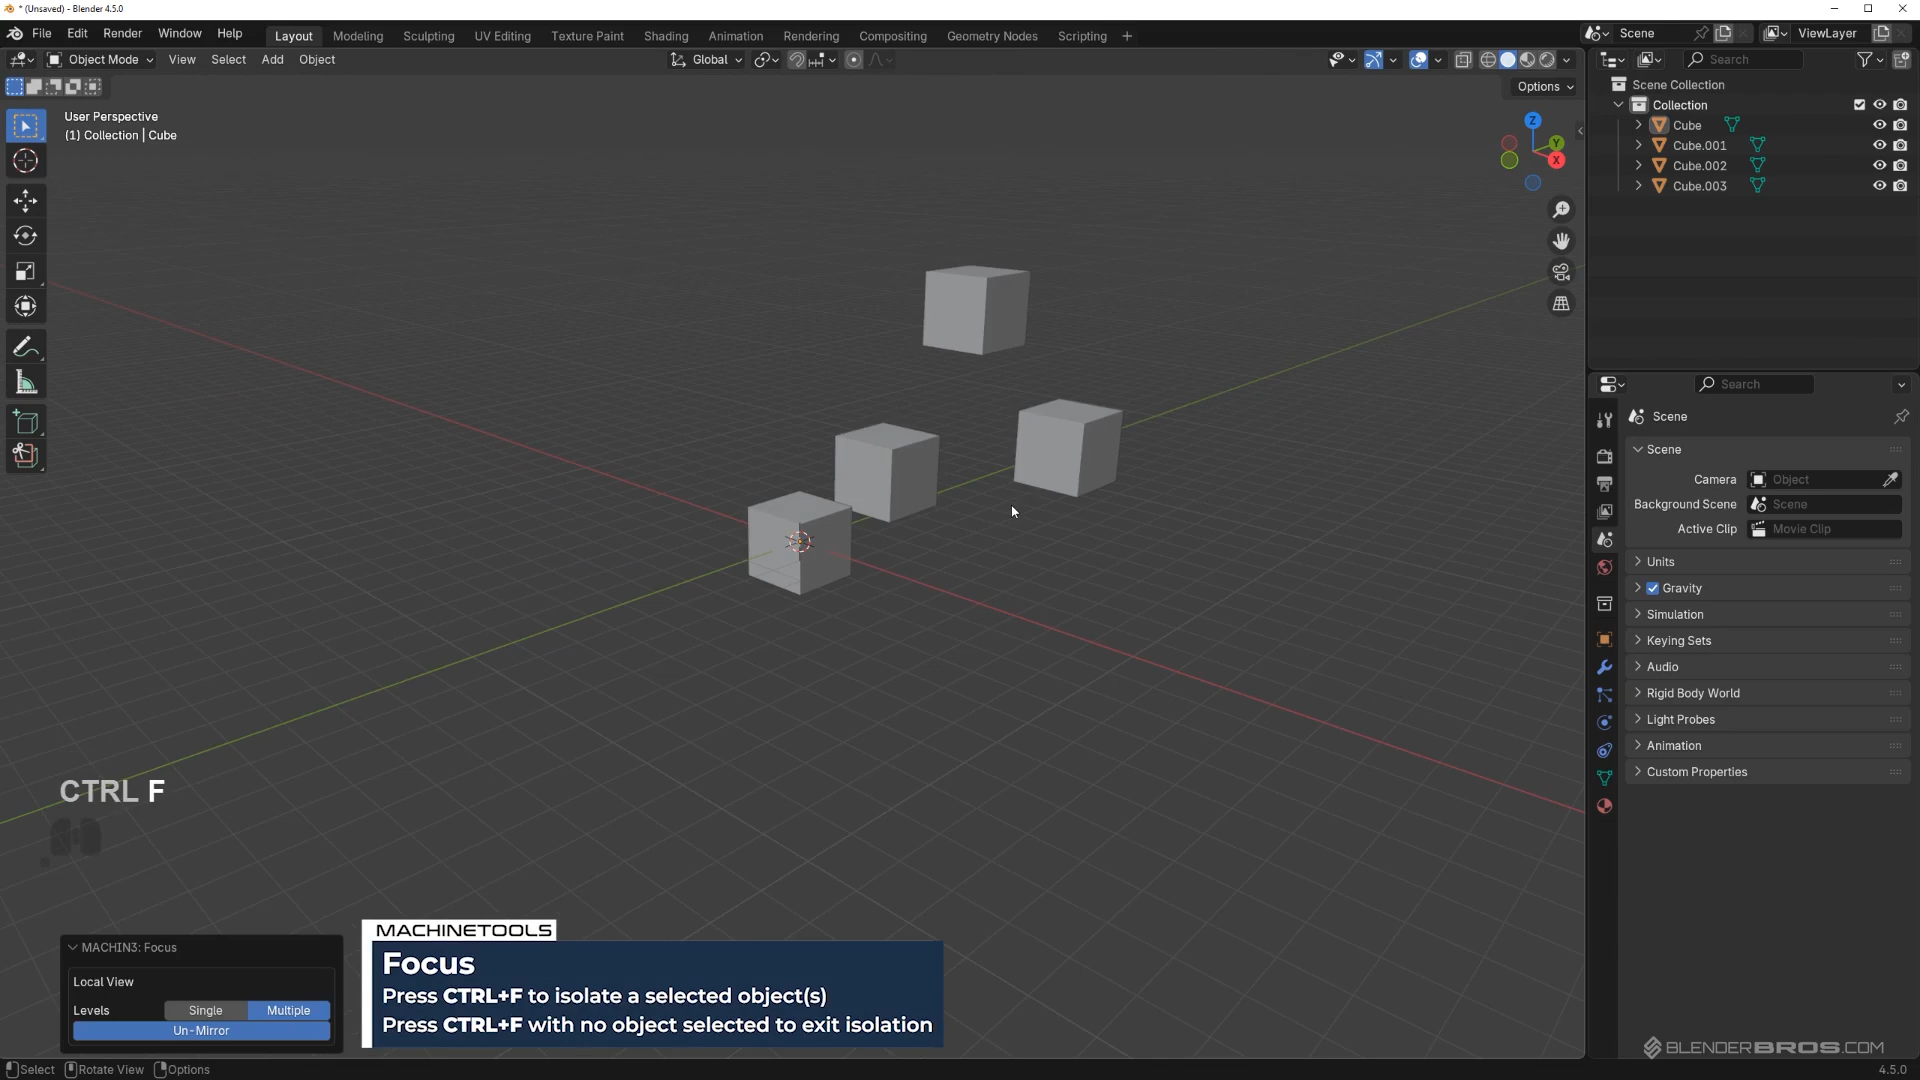 * (Unsaved) - Blender 4.5.0
File Edit Render Window Help Layout Modeling Sculpting UV Editing Texture Paint Shading Animation Rendering Compositing Geometry Nodes Scripting + Scene ViewLayer
Object Mode View Select Add Object Global Search
Options
User Perspective
(1) Collection | Cube
Z
Y
X
Scene Collection
Collection
Cube
Cube.001
Cube.002
Cube.003
Search
Scene
Scene
Camera Object
Background Scene Scene
Active Clip Movie Clip
Units
Gravity
Simulation
Keying Sets
Audio
Rigid Body World
Light Probes
Animation
Custom Properties
CTRL F
MACHIN3: Focus
Local View
Levels Single Multiple
Un-Mirror
MACHINETOOLS
Focus
Press CTRL+F to isolate a selected object(s)
Press CTRL+F with no object selected to exit isolation
BLENDERBROS.COM
Select Rotate View Options 4.5.0